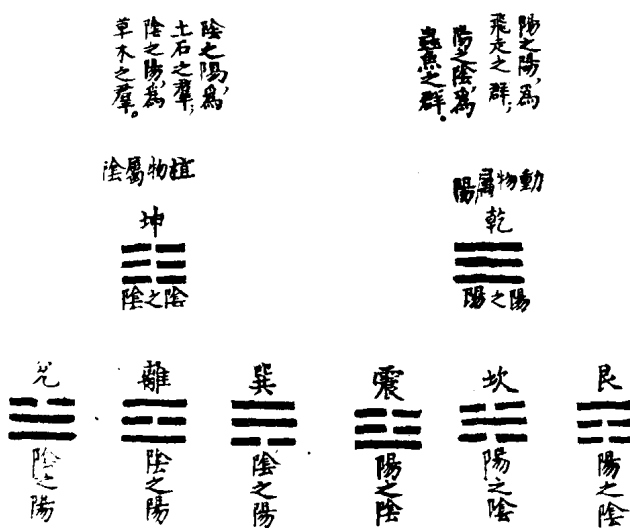 陽之陽,為
飛走之群,
陽之陰,為
蟲魚之群。
陰之陽,為
土石之羣,
陰之陽,為
草木之羣。
動物屬陽
植物屬陰
乾
陽之陽
坤
陰之陰
艮
陽之陰
坎
陽之陰
震
陽之陰
巽
陰之陽
離
陰之陽
兌
陰之陽